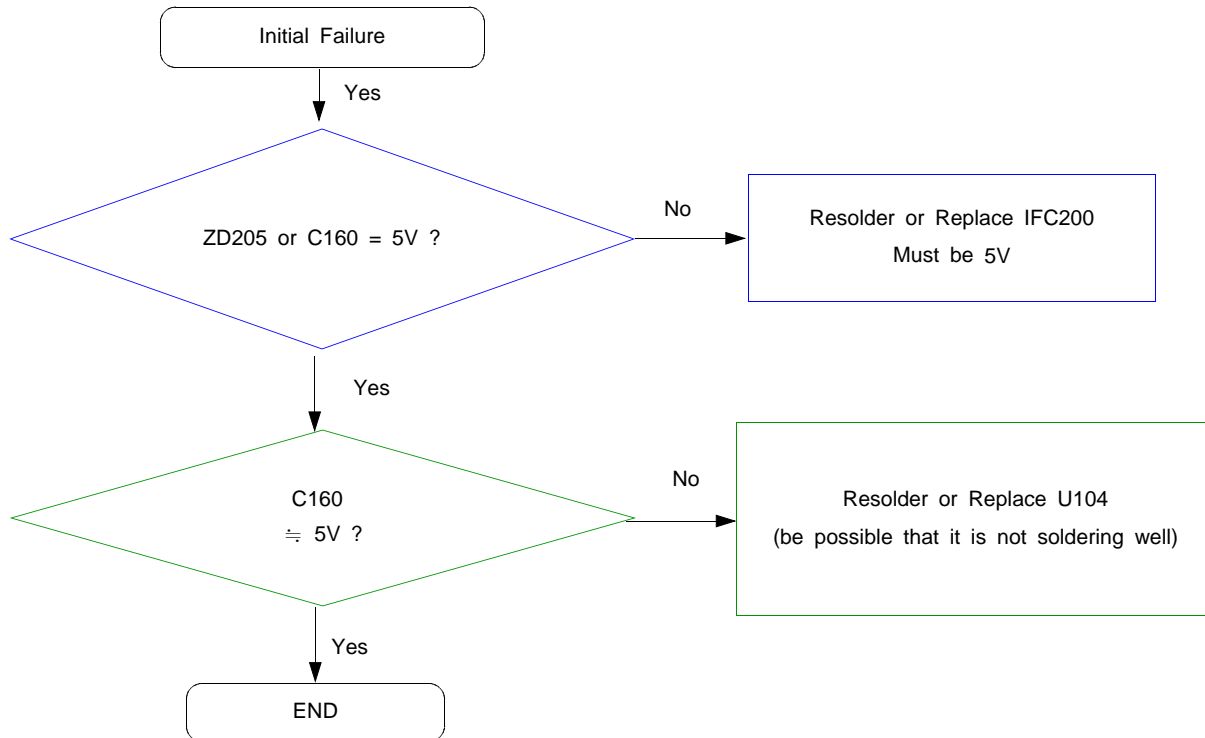 Initial Failure
Yes
ZD205 or C160 = 5V ?
No
Resolder or Replace IFC200
Must be 5V
Yes
C160
≒ 5V ?
No
Resolder or Replace U104
(be possible that it is not soldering well)
Yes
END